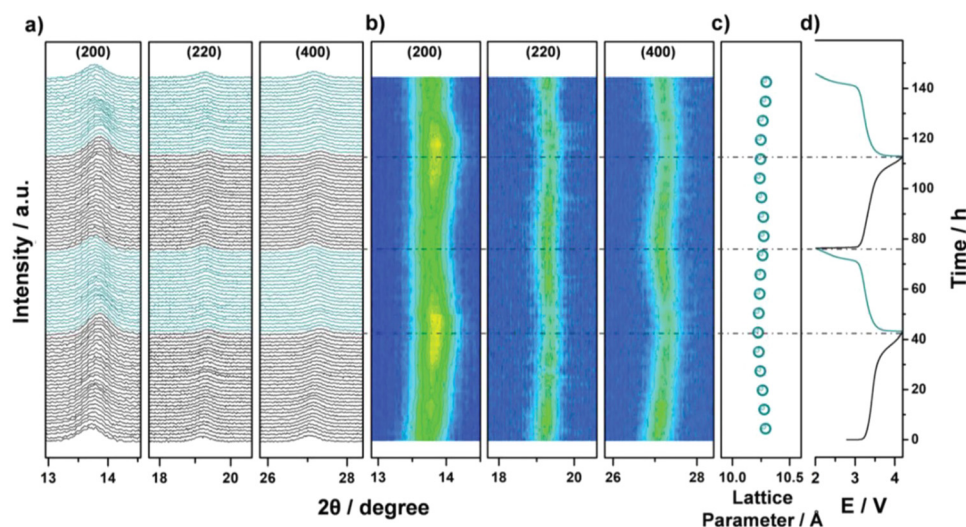 a) b) c) d)
(200) (220) (400) (200) (220) (400)
Intensity / a.u.
140
120
100
80
60
40
20
0
Time / h
13 14 18 20 26 28 13 14 18 20 26 28 10.0 10.5 2 3 4
2θ / degree
Lattice
Parameter / Å
E / V